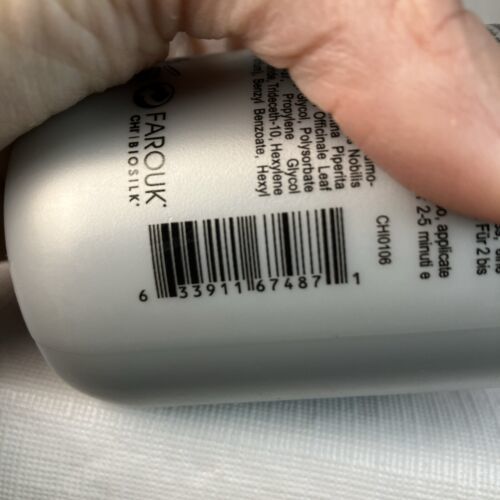 FAROUK
CHI BIOSILK
6 33911 67487 1
CHI0106
Nobilis
Piperita
Officinale Leaf
Glycol, Polysorbate
Propylene Glycol
Trideceth-10, Hexylene
Benzyl Benzoate, Hexyl
applicate
2-5 minuti e
Für 2 bis